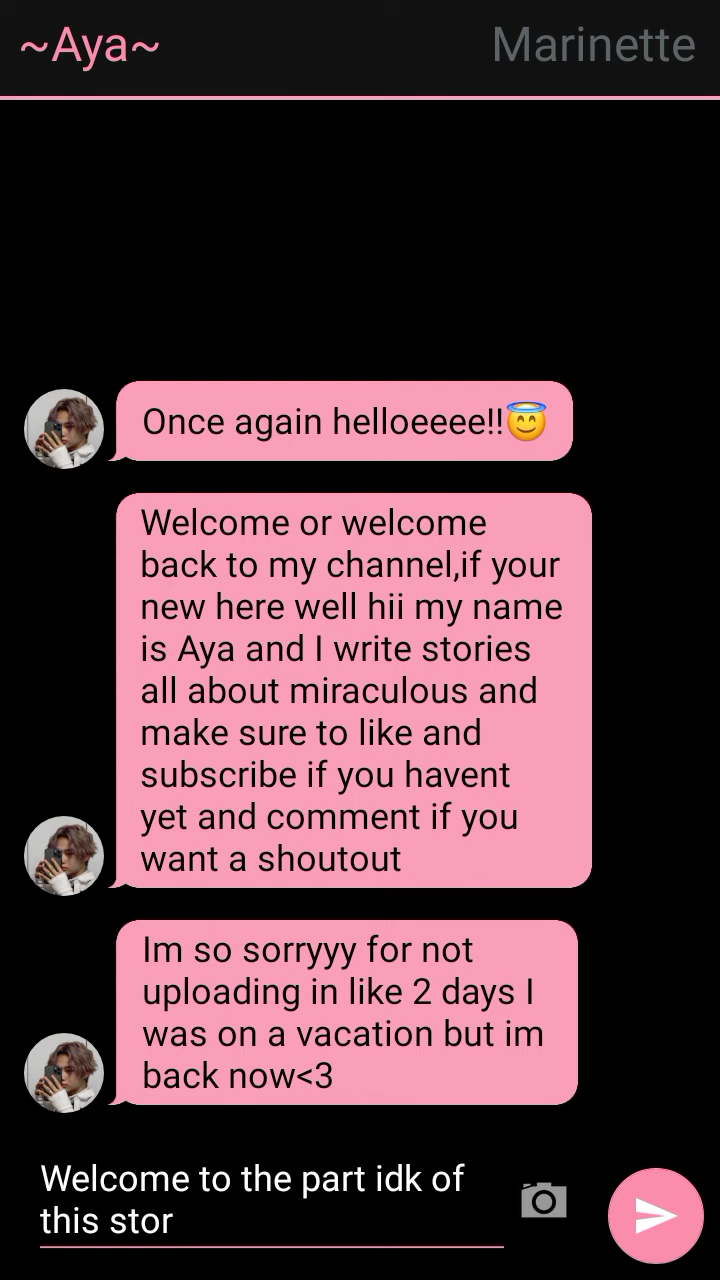 ~Aya~ Marinette
Once again helloeeee!!😇
Welcome or welcome
back to my channel,if your
new here well hii my name
is Aya and I write stories
all about miraculous and
make sure to like and
subscribe if you havent
yet and comment if you
want a shoutout
Im so sorryyy for not
uploading in like 2 days I
was on a vacation but im
back now<3
Welcome to the part idk of
this stor